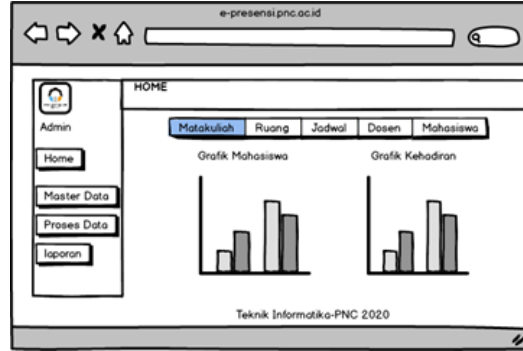 e-presensi.pnc.ac.id
HOME
Admin
Matakuliah Ruang Jadwal Dosen Mahasiswa
Home
Grafik Mahasiswa Grafik Kehadiran
Master Data
Proses Data
laporan
Teknik Informatika-PNC 2020